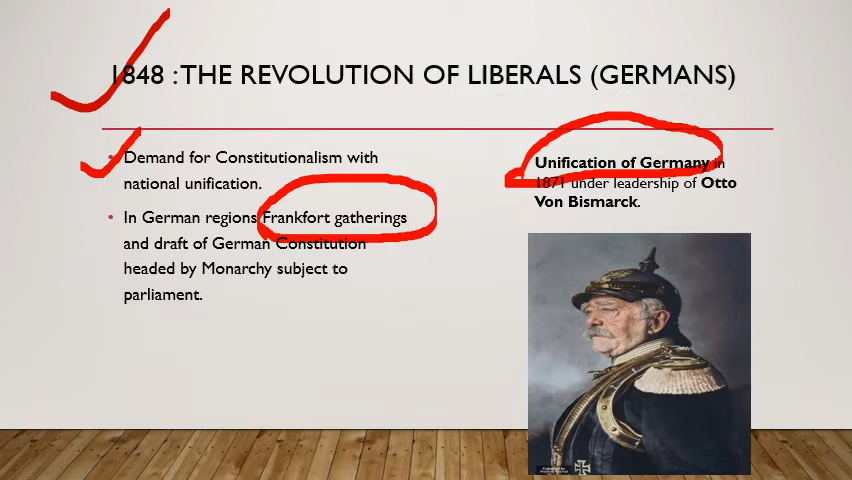 1848 : THE REVOLUTION OF LIBERALS (GERMANS)
Demand for Constitutionalism with
national unification.
In German regions Frankfort gatherings
and draft of German Constitution
headed by Monarchy subject to
parliament.
Unification of Germany in
1871 under leadership of Otto
Von Bismarck.